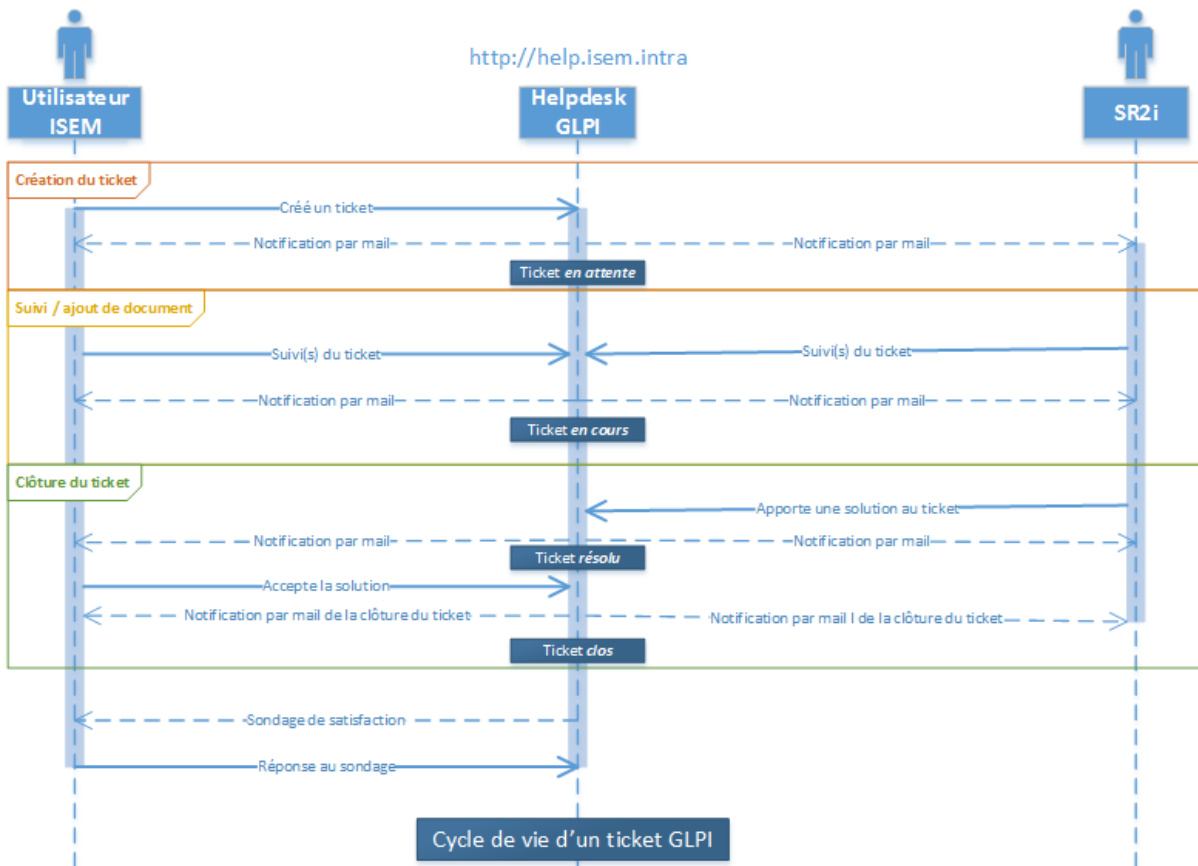 http://help.isem.intra
Utilisateur
ISEM
Helpdesk
GLPI
SR2i
Création du ticket
Créé un ticket
Notification par mail
Notification par mail
Ticket en attente
Suivi / ajout de document
Suivi(s) du ticket
Suivi(s) du ticket
Notification par mail
Notification par mail
Ticket en cours
Clôture du ticket
Apporte une solution au ticket
Notification par mail
Notification par mail
Ticket résolu
Accepte la solution
Notification par mail de la clôture du ticket
Notification par mail l de la clôture du ticket
Ticket clos
Sondage de satisfaction
Réponse au sondage
Cycle de vie d'un ticket GLPI